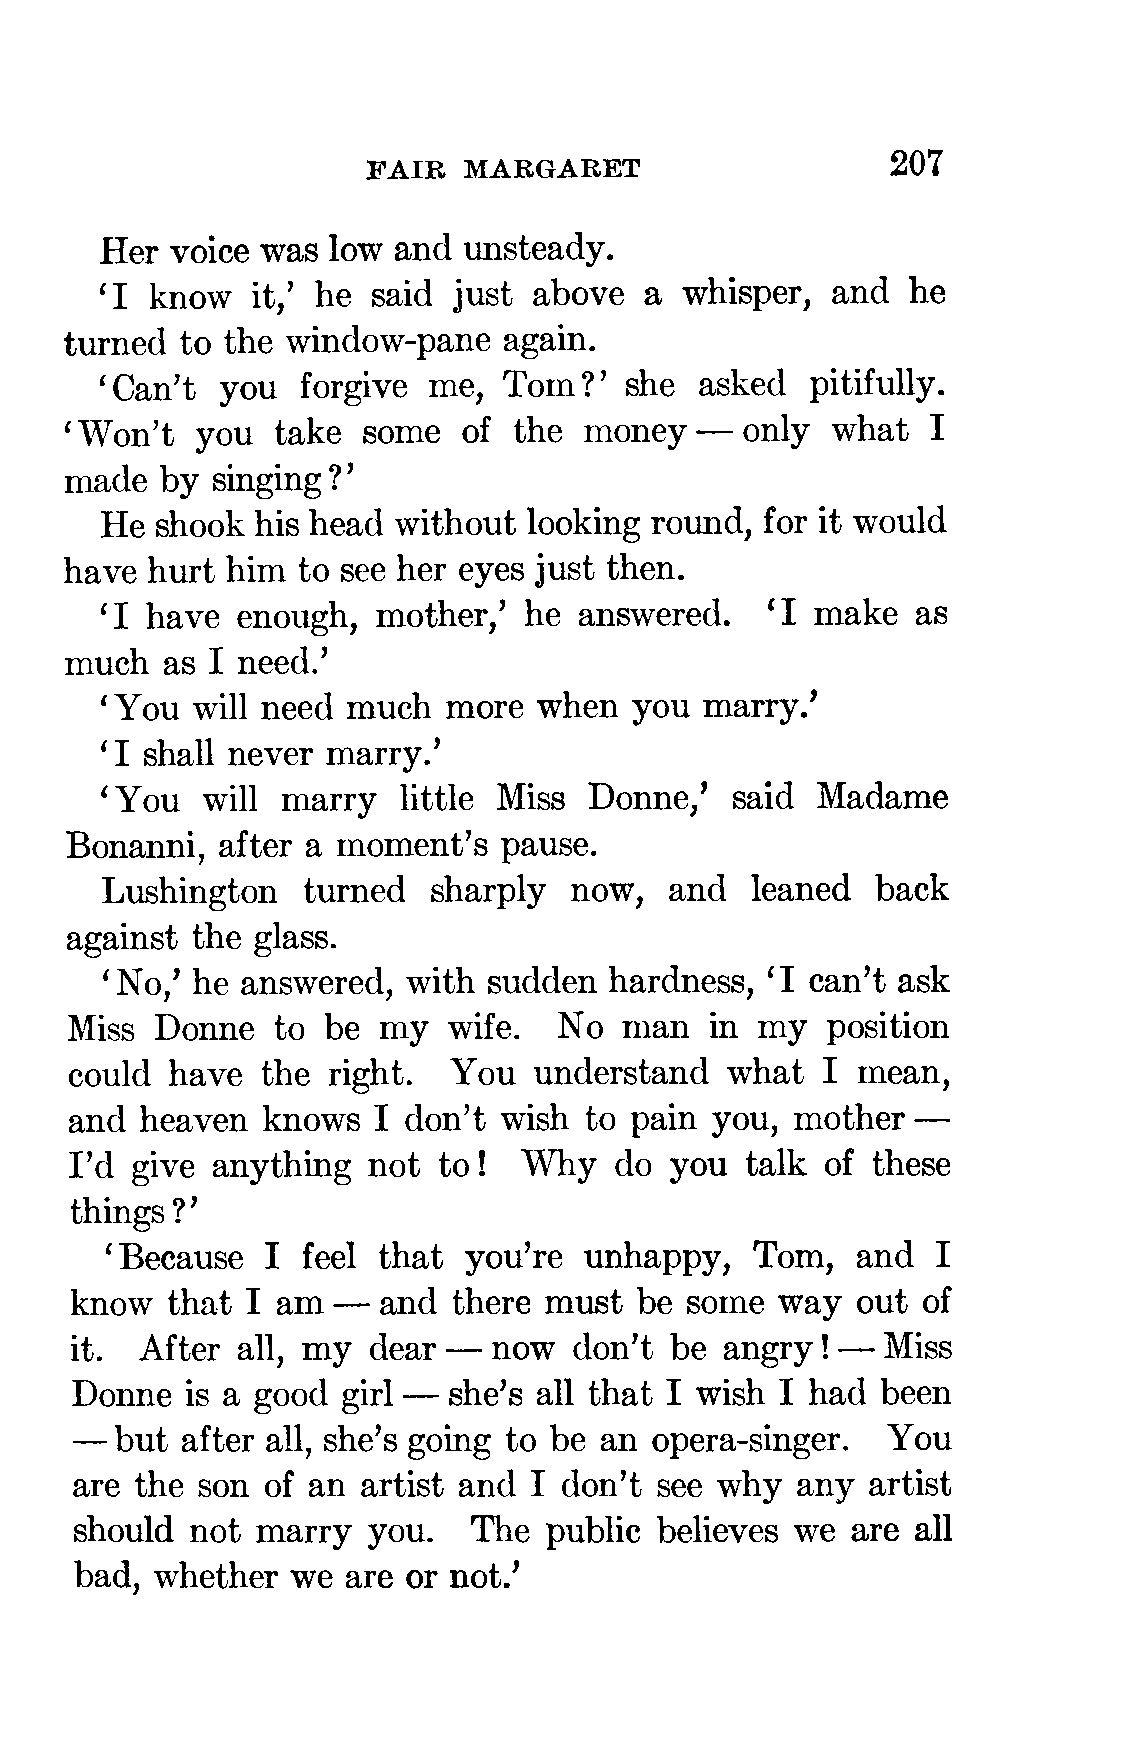 FAIR MARGARET 207
Her voice was low and unsteady.
‘I know it,’ he said just above a whisper, and he
turned to the window-pane again.
‘Can’t you forgive me, Tom?’ she asked pitifully.
‘Won’t you take some of the money — only what I
made by singing?’
He shook his head without looking round, for it would
have hurt him to see her eyes just then.
‘I have enough, mother,’ he answered. ‘I make as
much as I need.’
‘You will need much more when you marry.’
‘I shall never marry.’
‘You will marry little Miss Donne,’ said Madame
Bonanni, after a moment’s pause.
Lushington turned sharply now, and leaned back
against the glass.
‘No,’ he answered, with sudden hardness, ‘I can’t ask
Miss Donne to be my wife. No man in my position
could have the right. You understand what I mean,
and heaven knows I don’t wish to pain you, mother —
I’d give anything not to! Why do you talk of these
things?’
‘Because I feel that you’re unhappy, Tom, and I
know that I am — and there must be some way out of
it. After all, my dear — now don’t be angry! — Miss
Donne is a good girl — she’s all that I wish I had been
— but after all, she’s going to be an opera-singer. You
are the son of an artist and I don’t see why any artist
should not marry you. The public believes we are all
bad, whether we are or not.’